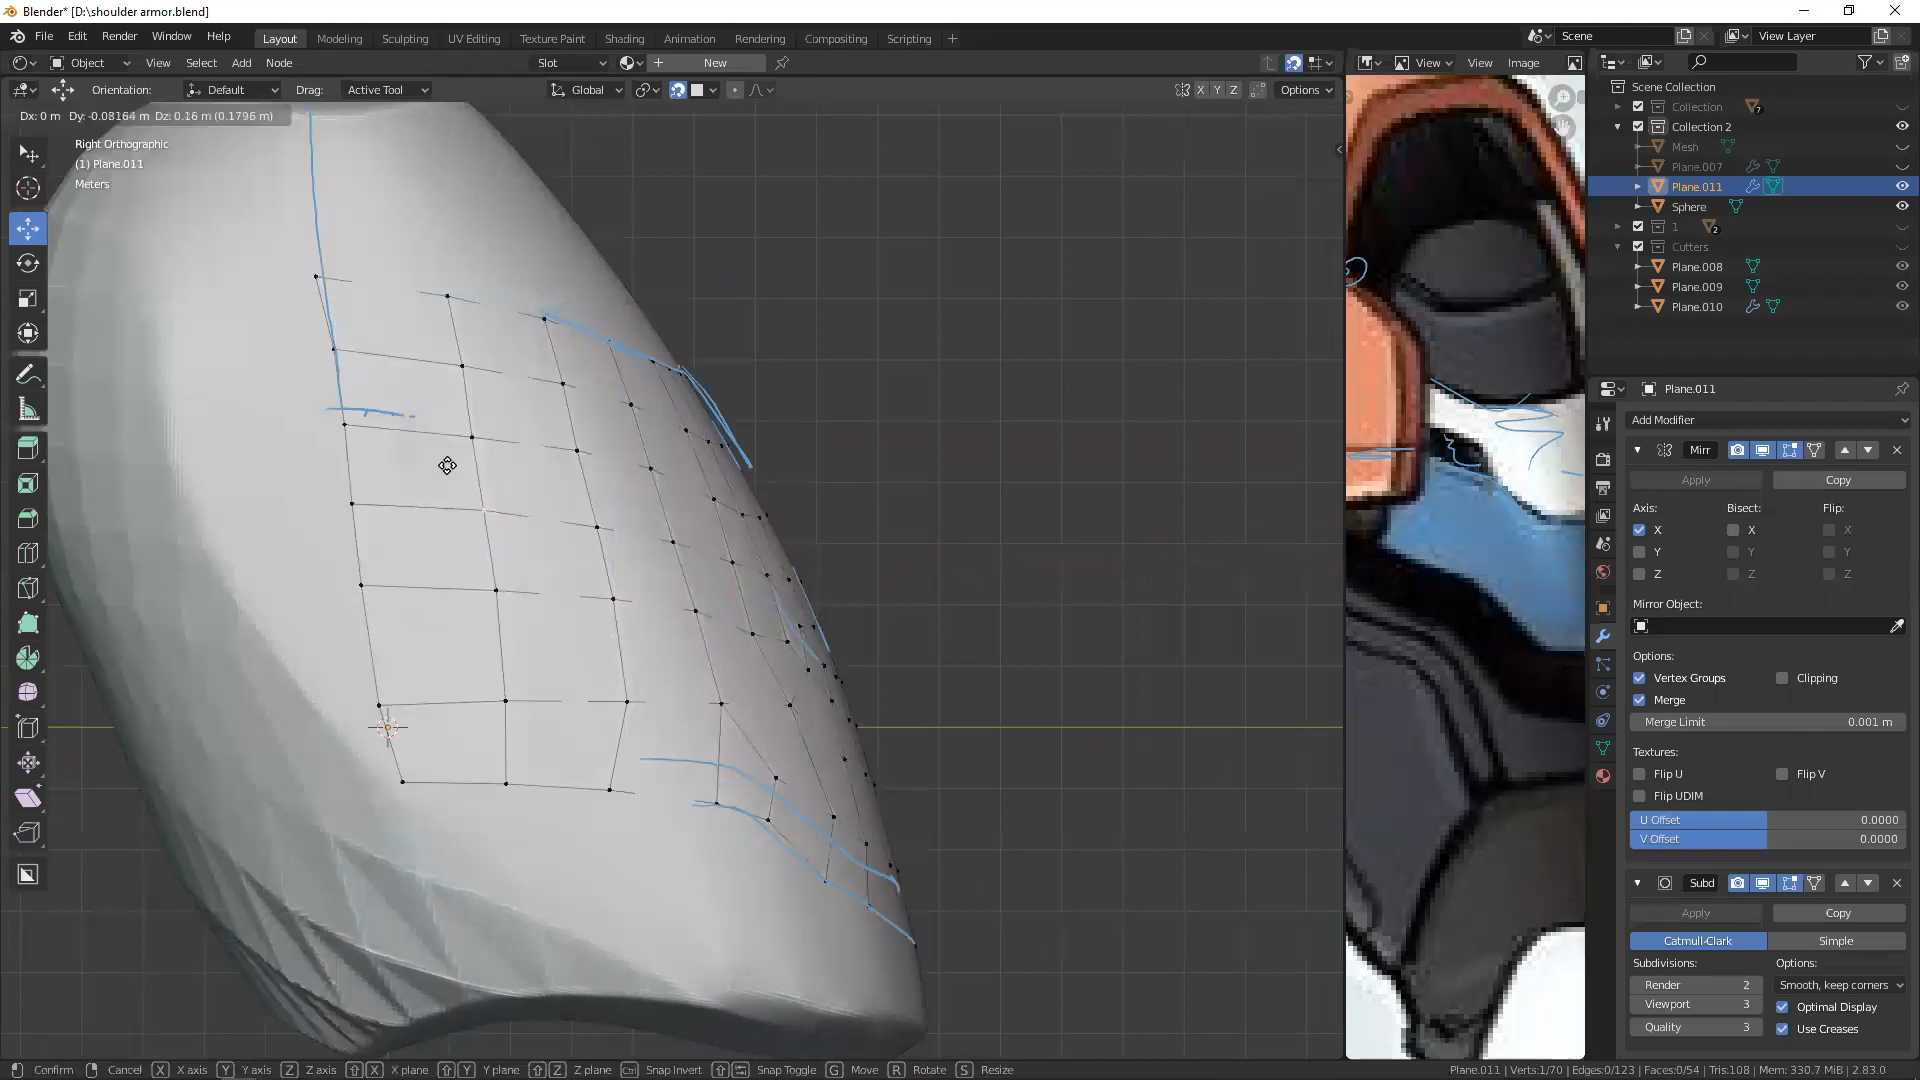 Blender* [D:\shoulder armor.blend]
File Edit Render Window Help
Layout Modeling Sculpting UV Editing Texture Paint Shading Animation Rendering Compositing Scripting
Scene
View Layer
Object View Select Add Node
Slot
New
View View Image
Orientation: Default Drag: Active Tool
Global
X Y Z
Options
Dx: 0 m Dy: -0.08164 m Dz: 0.16 m (0.1796 m)
Right Orthographic
(1) Plane.011
Meters
Scene Collection
Collection 7
Collection 2
Mesh
Plane.007
Plane.011
Sphere
1 2
Cutters
Plane.008
Plane.009
Plane.010
Plane.011
Add Modifier
Mirr
Apply Copy
Axis: Bisect: Flip:
X X X
Y Y Y
Z Z Z
Mirror Object:
Options:
Vertex Groups Clipping
Merge
Merge Limit 0.001 m
Textures:
Flip U Flip V
Flip UDIM
U Offset 0.0000
V Offset 0.0000
Subd
Apply Copy
Catmull-Clark Simple
Subdivisions: Options:
Render 2 Smooth, keep corners
Viewport 3 Optimal Display
Quality 3 Use Creases
Confirm Cancel X X axis Y Y axis Z Z axis X X plane Y Y plane Z Z plane Ctrl Snap Invert Snap Toggle G Move R Rotate S Resize
Plane.011 | Verts:1/70 | Edges:0/123 | Faces:0/54 | Tris:108 | Mem: 330.7 MiB | 2.83.0